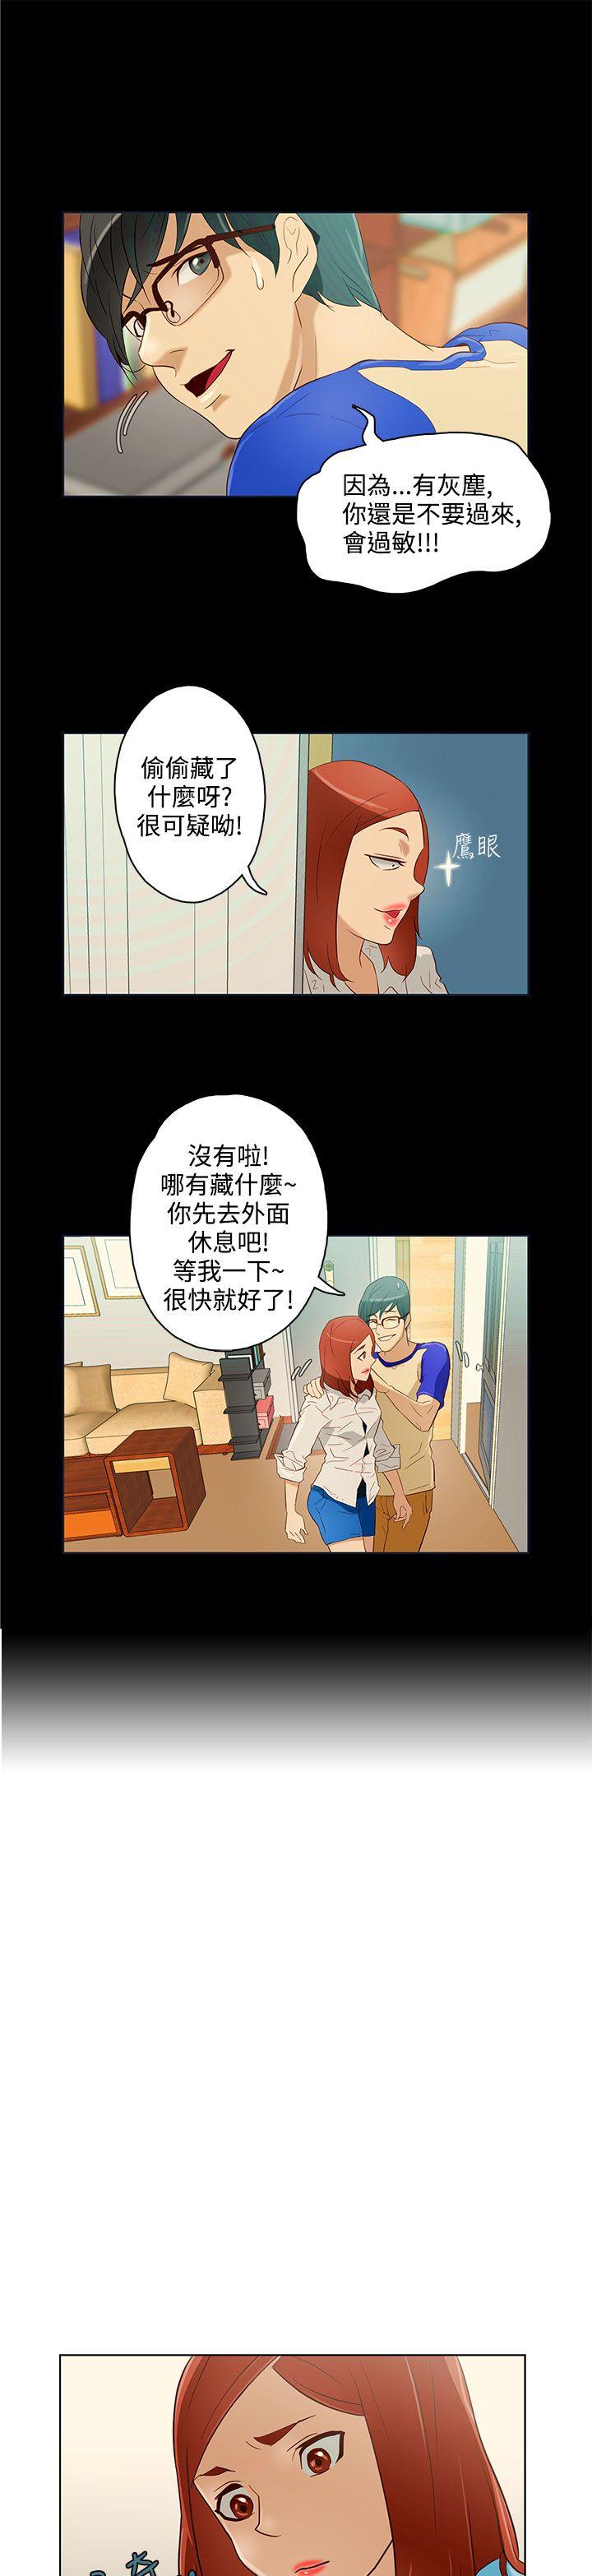 因為...有灰塵,
你還是不要過來,
會過敏!!!
偷偷藏了
什麼呀?
很可疑呦!
鷹眼
沒有啦!
哪有藏什麼~
你先去外面
休息吧!
等我一下~
很快就好了!